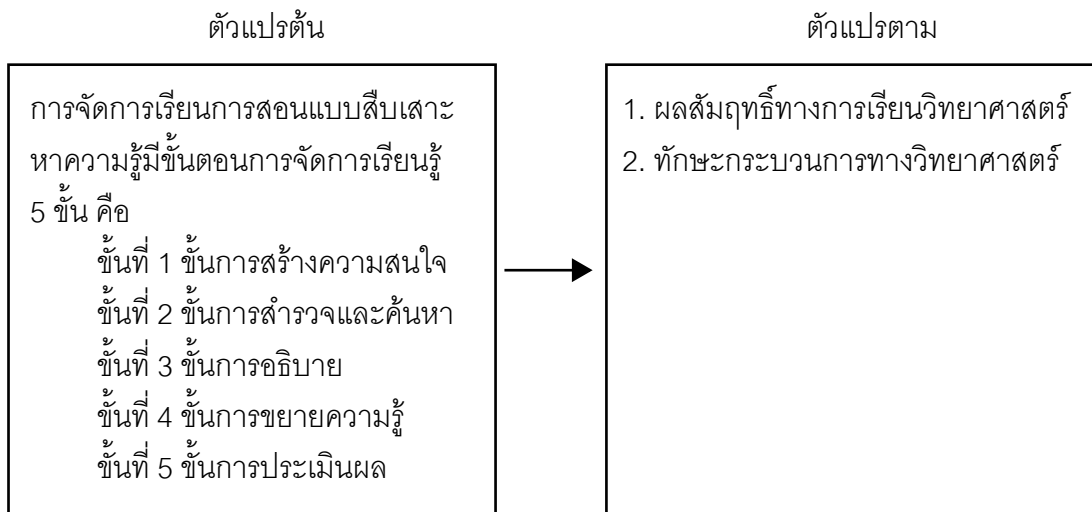 ตัวแปรต้น
การจัดการเรียนการสอนแบบสืบเสาะ
หาความรู้มีขั้นตอนการจัดการเรียนรู้
5 ขั้น คือ
ขั้นที่ 1 ขั้นการสร้างความสนใจ
ขั้นที่ 2 ขั้นการสำรวจและค้นหา
ขั้นที่ 3 ขั้นการอธิบาย
ขั้นที่ 4 ขั้นการขยายความรู้
ขั้นที่ 5 ขั้นการประเมินผล
ตัวแปรตาม
1. ผลสัมฤทธิ์ทางการเรียนวิทยาศาสตร์
2. ทักษะกระบวนการทางวิทยาศาสตร์